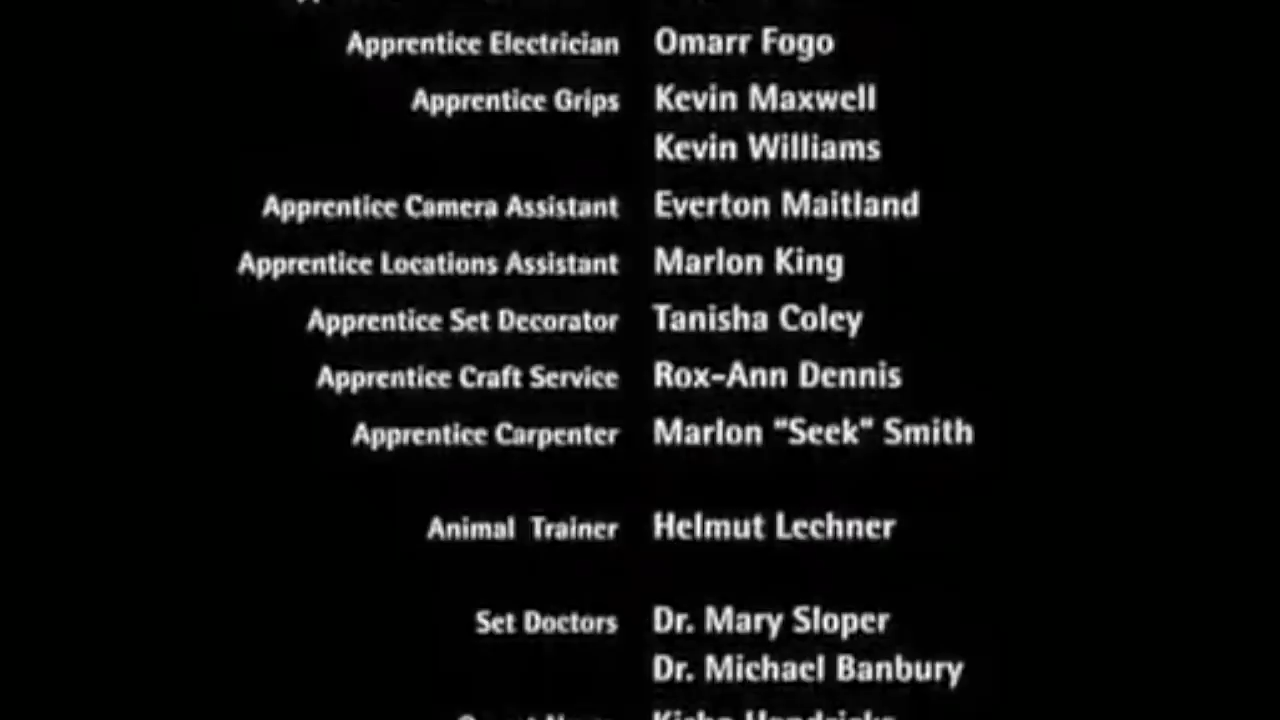 Apprentice Electrician Omarr Fogo
Apprentice Grips Kevin Maxwell
Kevin Williams
Apprentice Camera Assistant Everton Maitland
Apprentice Locations Assistant Marlon King
Apprentice Set Decorator Tanisha Coley
Apprentice Craft Service Rox-Ann Dennis
Apprentice Carpenter Marlon "Seek" Smith
Animal Trainer Helmut Lechner
Set Doctors Dr. Mary Sloper
Dr. Michael Banbury